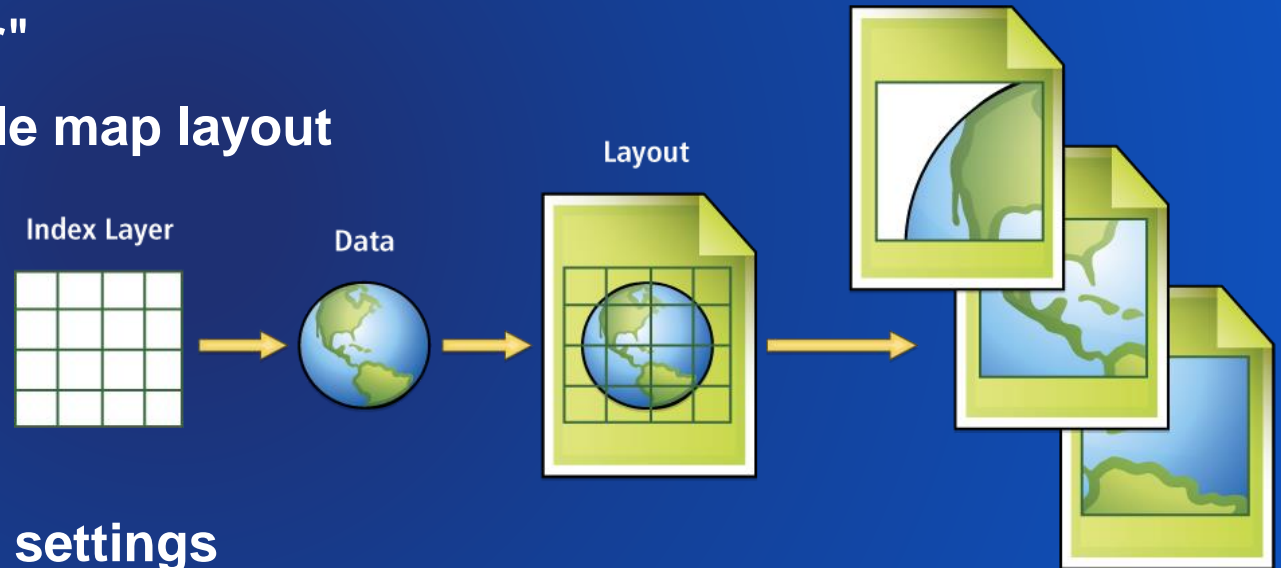 r"
le map layout
Layout
Index Layer
Data
settings